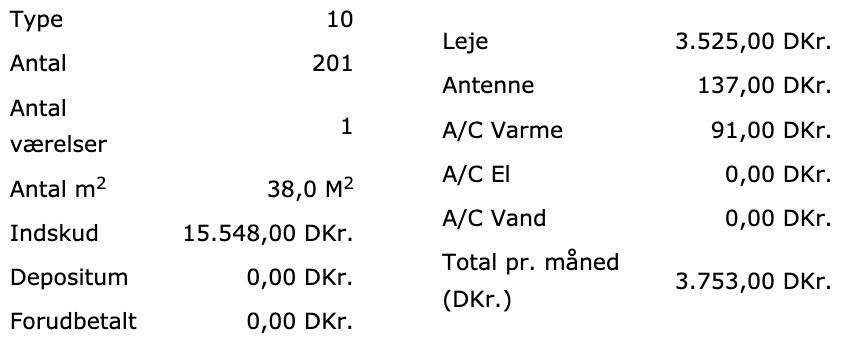 Type 10
Antal 201
Antal
værelser 1
Antal m² 38,0 M²
Indskud 15.548,00 DKr.
Depositum 0,00 DKr.
Forudbetalt 0,00 DKr.
Leje 3.525,00 DKr.
Antenne 137,00 DKr.
A/C Varme 91,00 DKr.
A/C El 0,00 DKr.
A/C Vand 0,00 DKr.
Total pr. måned
(DKr.) 3.753,00 DKr.